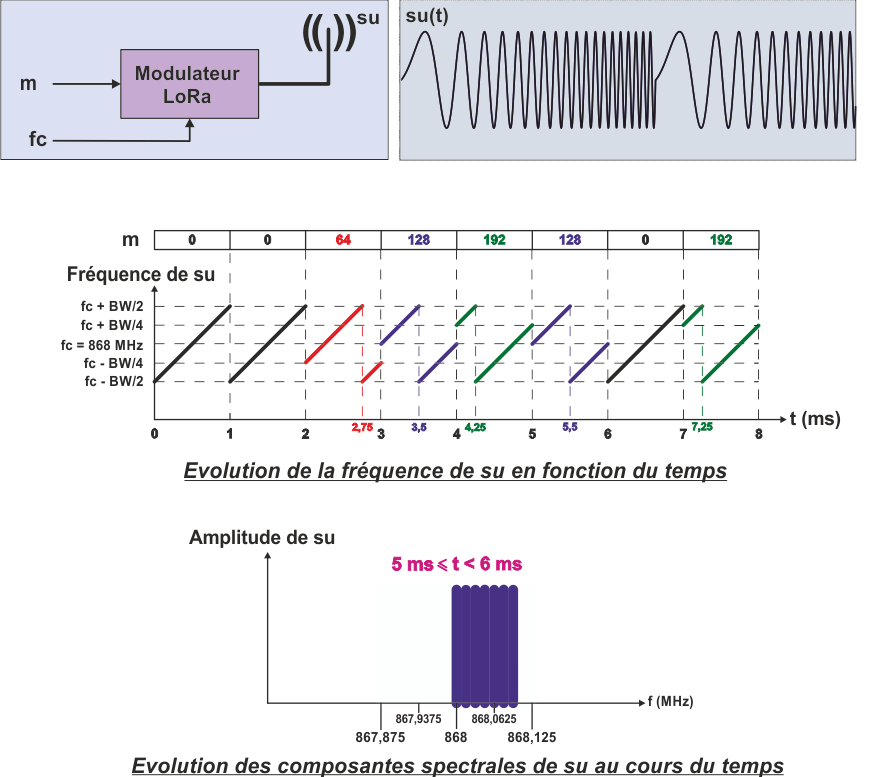 su
m
Modulateur
LoRa
fc
su(t)
m 0 0 64 128 192 128 0 192
Fréquence de su
fc + BW/2
fc + BW/4
fc = 868 MHz
fc - BW/4
fc - BW/2
0 1 2 2,75 3 3,5 4 4,25 5 5,5 6 7 7,25 8 t (ms)
Evolution de la fréquence de su en fonction du temps
Amplitude de su
5 ms ⩽ t < 6 ms
f (MHz)
867,9375 868,0625
867,875 868 868,125
Evolution des composantes spectrales de su au cours du temps